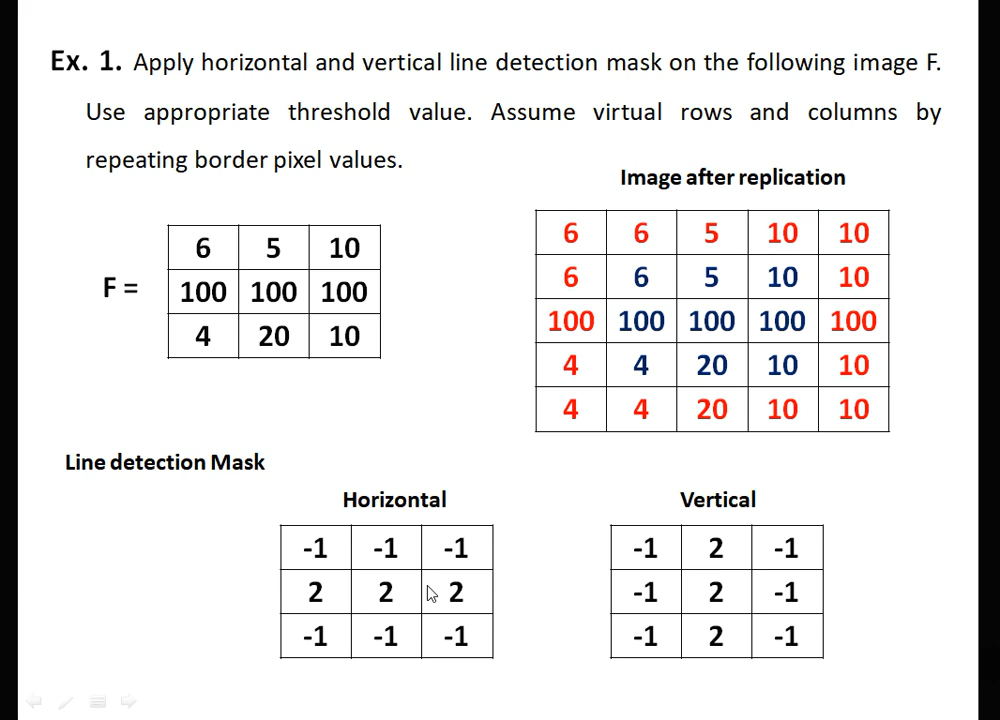 Ex. 1. Apply horizontal and vertical line detection mask on the following image F.
Use appropriate threshold value. Assume virtual rows and columns by
repeating border pixel values.
Image after replication
F =
6 5 10
100 100 100
4 20 10
6 6 5 10 10
6 6 5 10 10
100 100 100 100 100
4 4 20 10 10
4 4 20 10 10
Line detection Mask
Horizontal
-1 -1 -1
2 2 2
-1 -1 -1
Vertical
-1 2 -1
-1 2 -1
-1 2 -1